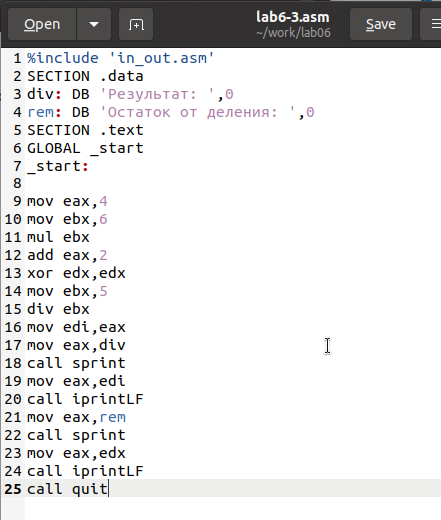 Open
lab6-3.asm
~/work/lab06
Save
1 %include 'in_out.asm'
2 SECTION .data
3 div: DB 'Результат: ',0
4 rem: DB 'Остаток от деления: ',0
5 SECTION .text
6 GLOBAL _start
7 _start:
8
9 mov eax,4
10 mov ebx,6
11 mul ebx
12 add eax,2
13 xor edx,edx
14 mov ebx,5
15 div ebx
16 mov edi,eax
17 mov eax,div
18 call sprint
19 mov eax,edi
20 call iprintLF
21 mov eax,rem
22 call sprint
23 mov eax,edx
24 call iprintLF
25 call quit